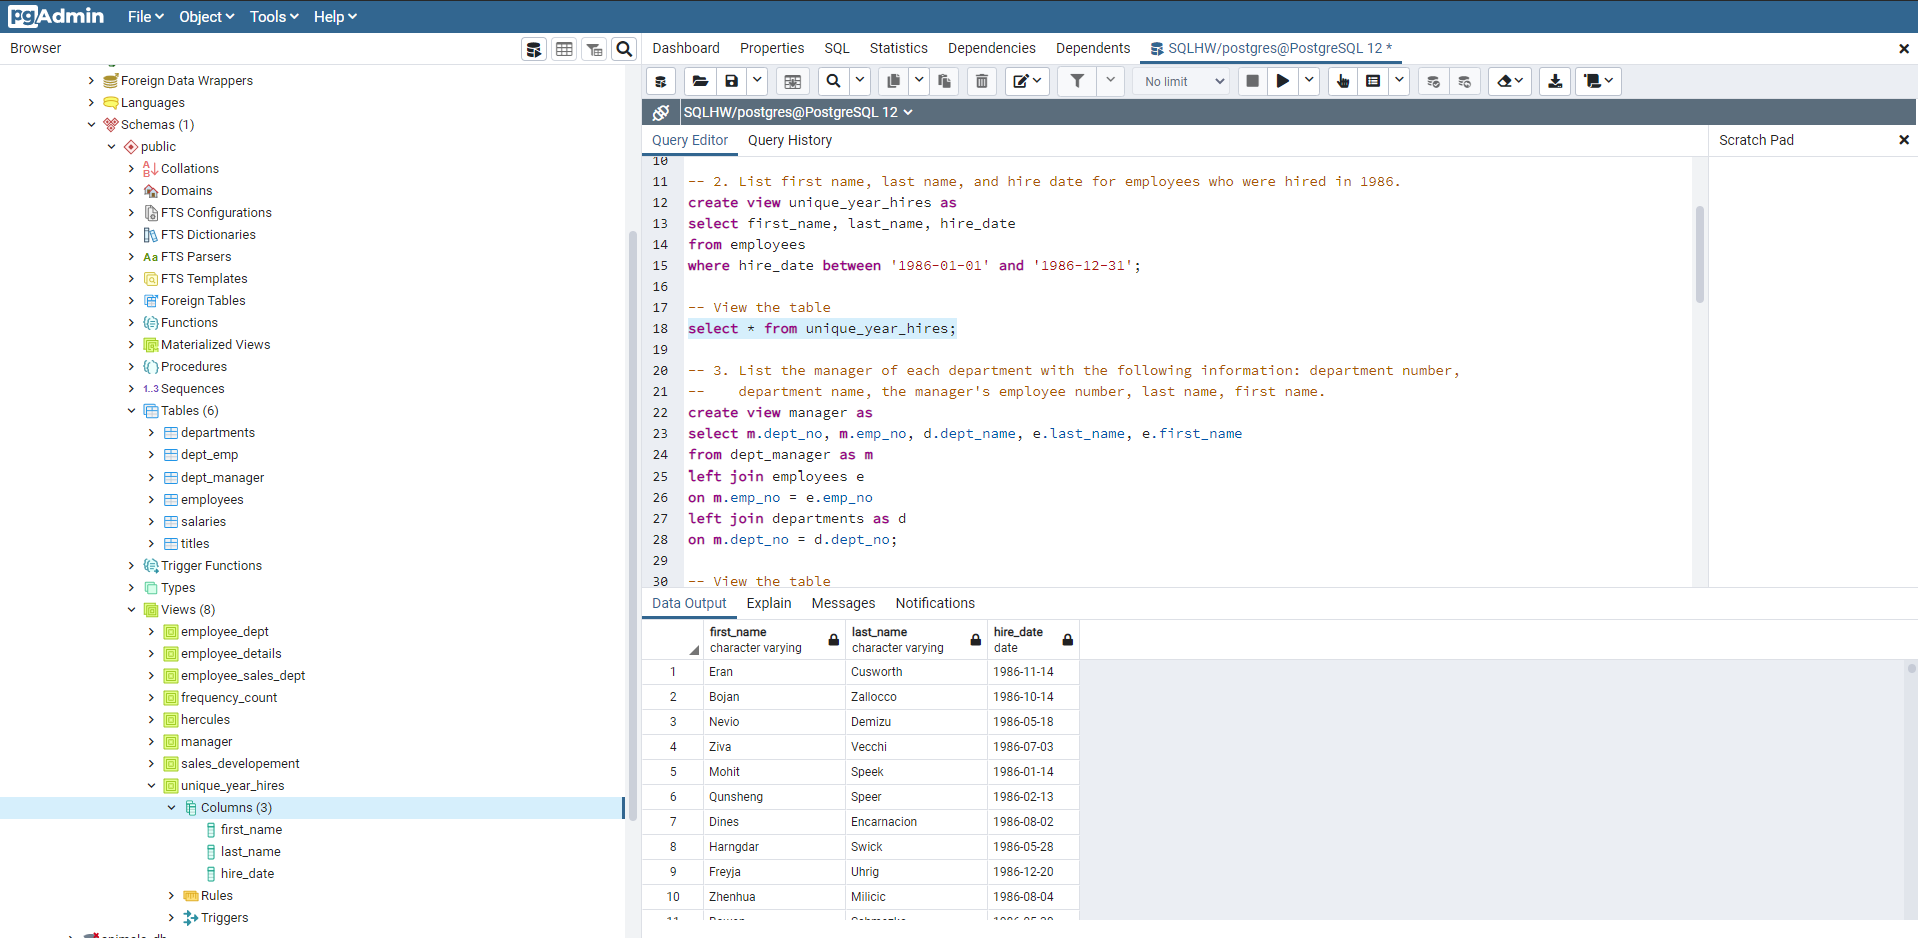 pgAdmin File Object Tools Help
Browser
Dashboard Properties SQL Statistics Dependencies Dependents SQLHW/postgres@PostgreSQL 12 *
No limit
SQLHW/postgres@PostgreSQL 12
Query Editor Query History
Scratch Pad
Foreign Data Wrappers
Languages
Schemas (1)
public
Collations
Domains
FTS Configurations
FTS Dictionaries
Aa FTS Parsers
FTS Templates
Foreign Tables
Functions
Materialized Views
Procedures
1..3 Sequences
Tables (6)
departments
dept_emp
dept_manager
employees
salaries
titles
Trigger Functions
Types
Views (8)
employee_dept
employee_details
employee_sales_dept
frequency_count
hercules
manager
sales_developement
unique_year_hires
Columns (3)
first_name
last_name
hire_date
Rules
Triggers
10
11 -- 2. List first name, last name, and hire date for employees who were hired in 1986.
12 create view unique_year_hires as
13 select first_name, last_name, hire_date
14 from employees
15 where hire_date between '1986-01-01' and '1986-12-31';
16
17 -- View the table
18 select * from unique_year_hires;
19
20 -- 3. List the manager of each department with the following information: department number,
21 -- department name, the manager's employee number, last name, first name.
22 create view manager as
23 select m.dept_no, m.emp_no, d.dept_name, e.last_name, e.first_name
24 from dept_manager as m
25 left join employees e
26 on m.emp_no = e.emp_no
27 left join departments as d
28 on m.dept_no = d.dept_no;
29
30 -- View the table
Data Output Explain Messages Notifications
first_name last_name hire_date
character varying character varying date
1 Eran Cusworth 1986-11-14
2 Bojan Zallocco 1986-10-14
3 Nevio Demizu 1986-05-18
4 Ziva Vecchi 1986-07-03
5 Mohit Speek 1986-01-14
6 Qunsheng Speer 1986-02-13
7 Dines Encarnacion 1986-08-02
8 Harngdar Swick 1986-05-28
9 Freyja Uhrig 1986-12-20
10 Zhenhua Milicic 1986-08-04